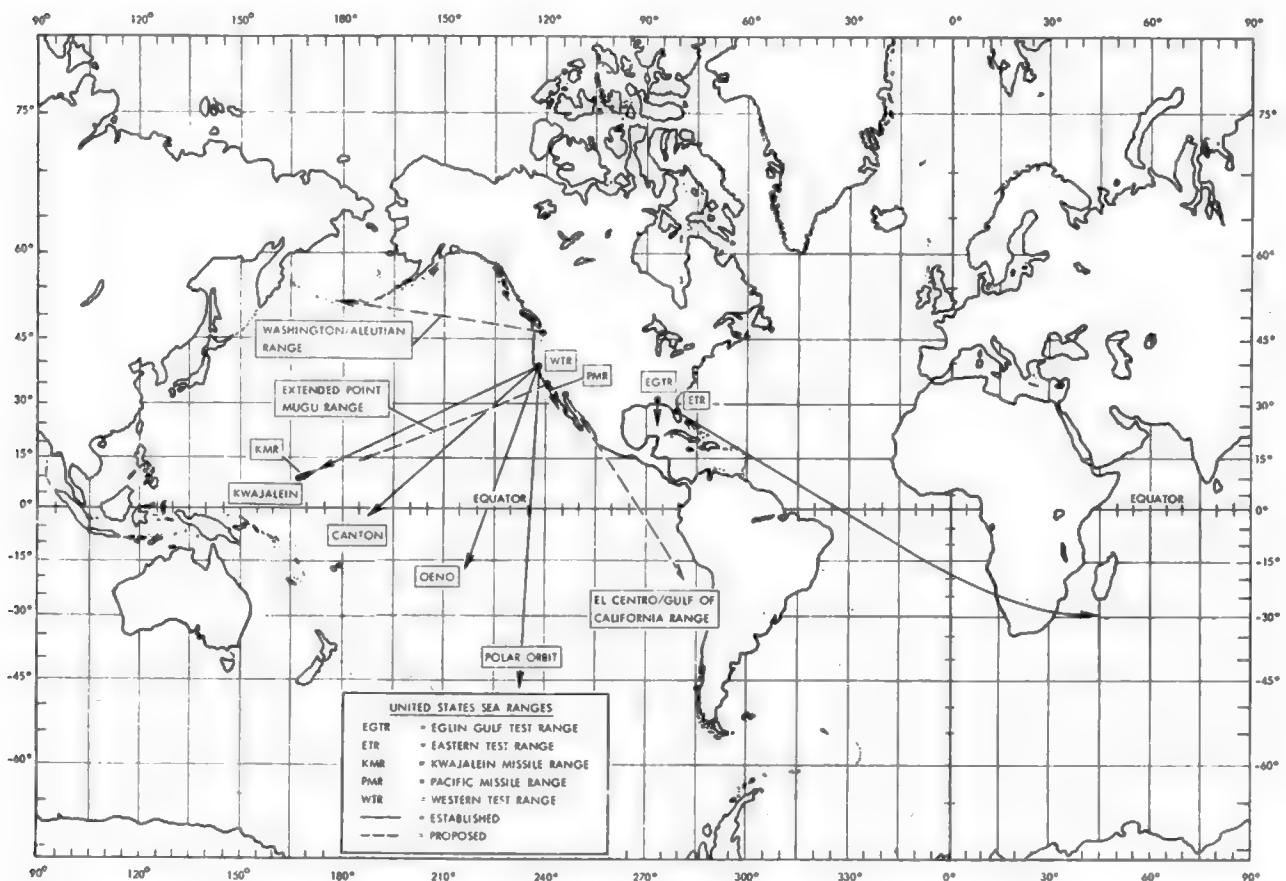 90° 120° 150° 180° 150° 120° 90° 60° 30° 0° 30° 60° 90°
75° 75°
60° 60°
WASHINGTON/ALEUTIAN
RANGE
45° 45°
WTR
PMR
EXTENDED POINT
MUGU RANGE
EGTR
ETR
30° 30°
KMR
15° 15°
KWAJALEIN
EQUATOR
EQUATOR
0° 0°
CANTON
OENO
-15° -15°
EL CENTRO/GULF OF
CALIFORNIA RANGE
-30° -30°
POLAR ORBIT
-45° -45°
UNITED STATES SEA RANGES
EGTR = EGLIN GULF TEST RANGE
ETR = EASTERN TEST RANGE
KMR = KWAJALEIN MISSILE RANGE
PMR = PACIFIC MISSILE RANGE
WTR = WESTERN TEST RANGE
= ESTABLISHED
= PROPOSED
-60° -60°
90° 120° 150° 180° 210° 240° 270° 300° 330° 0° 30° 60° 90°